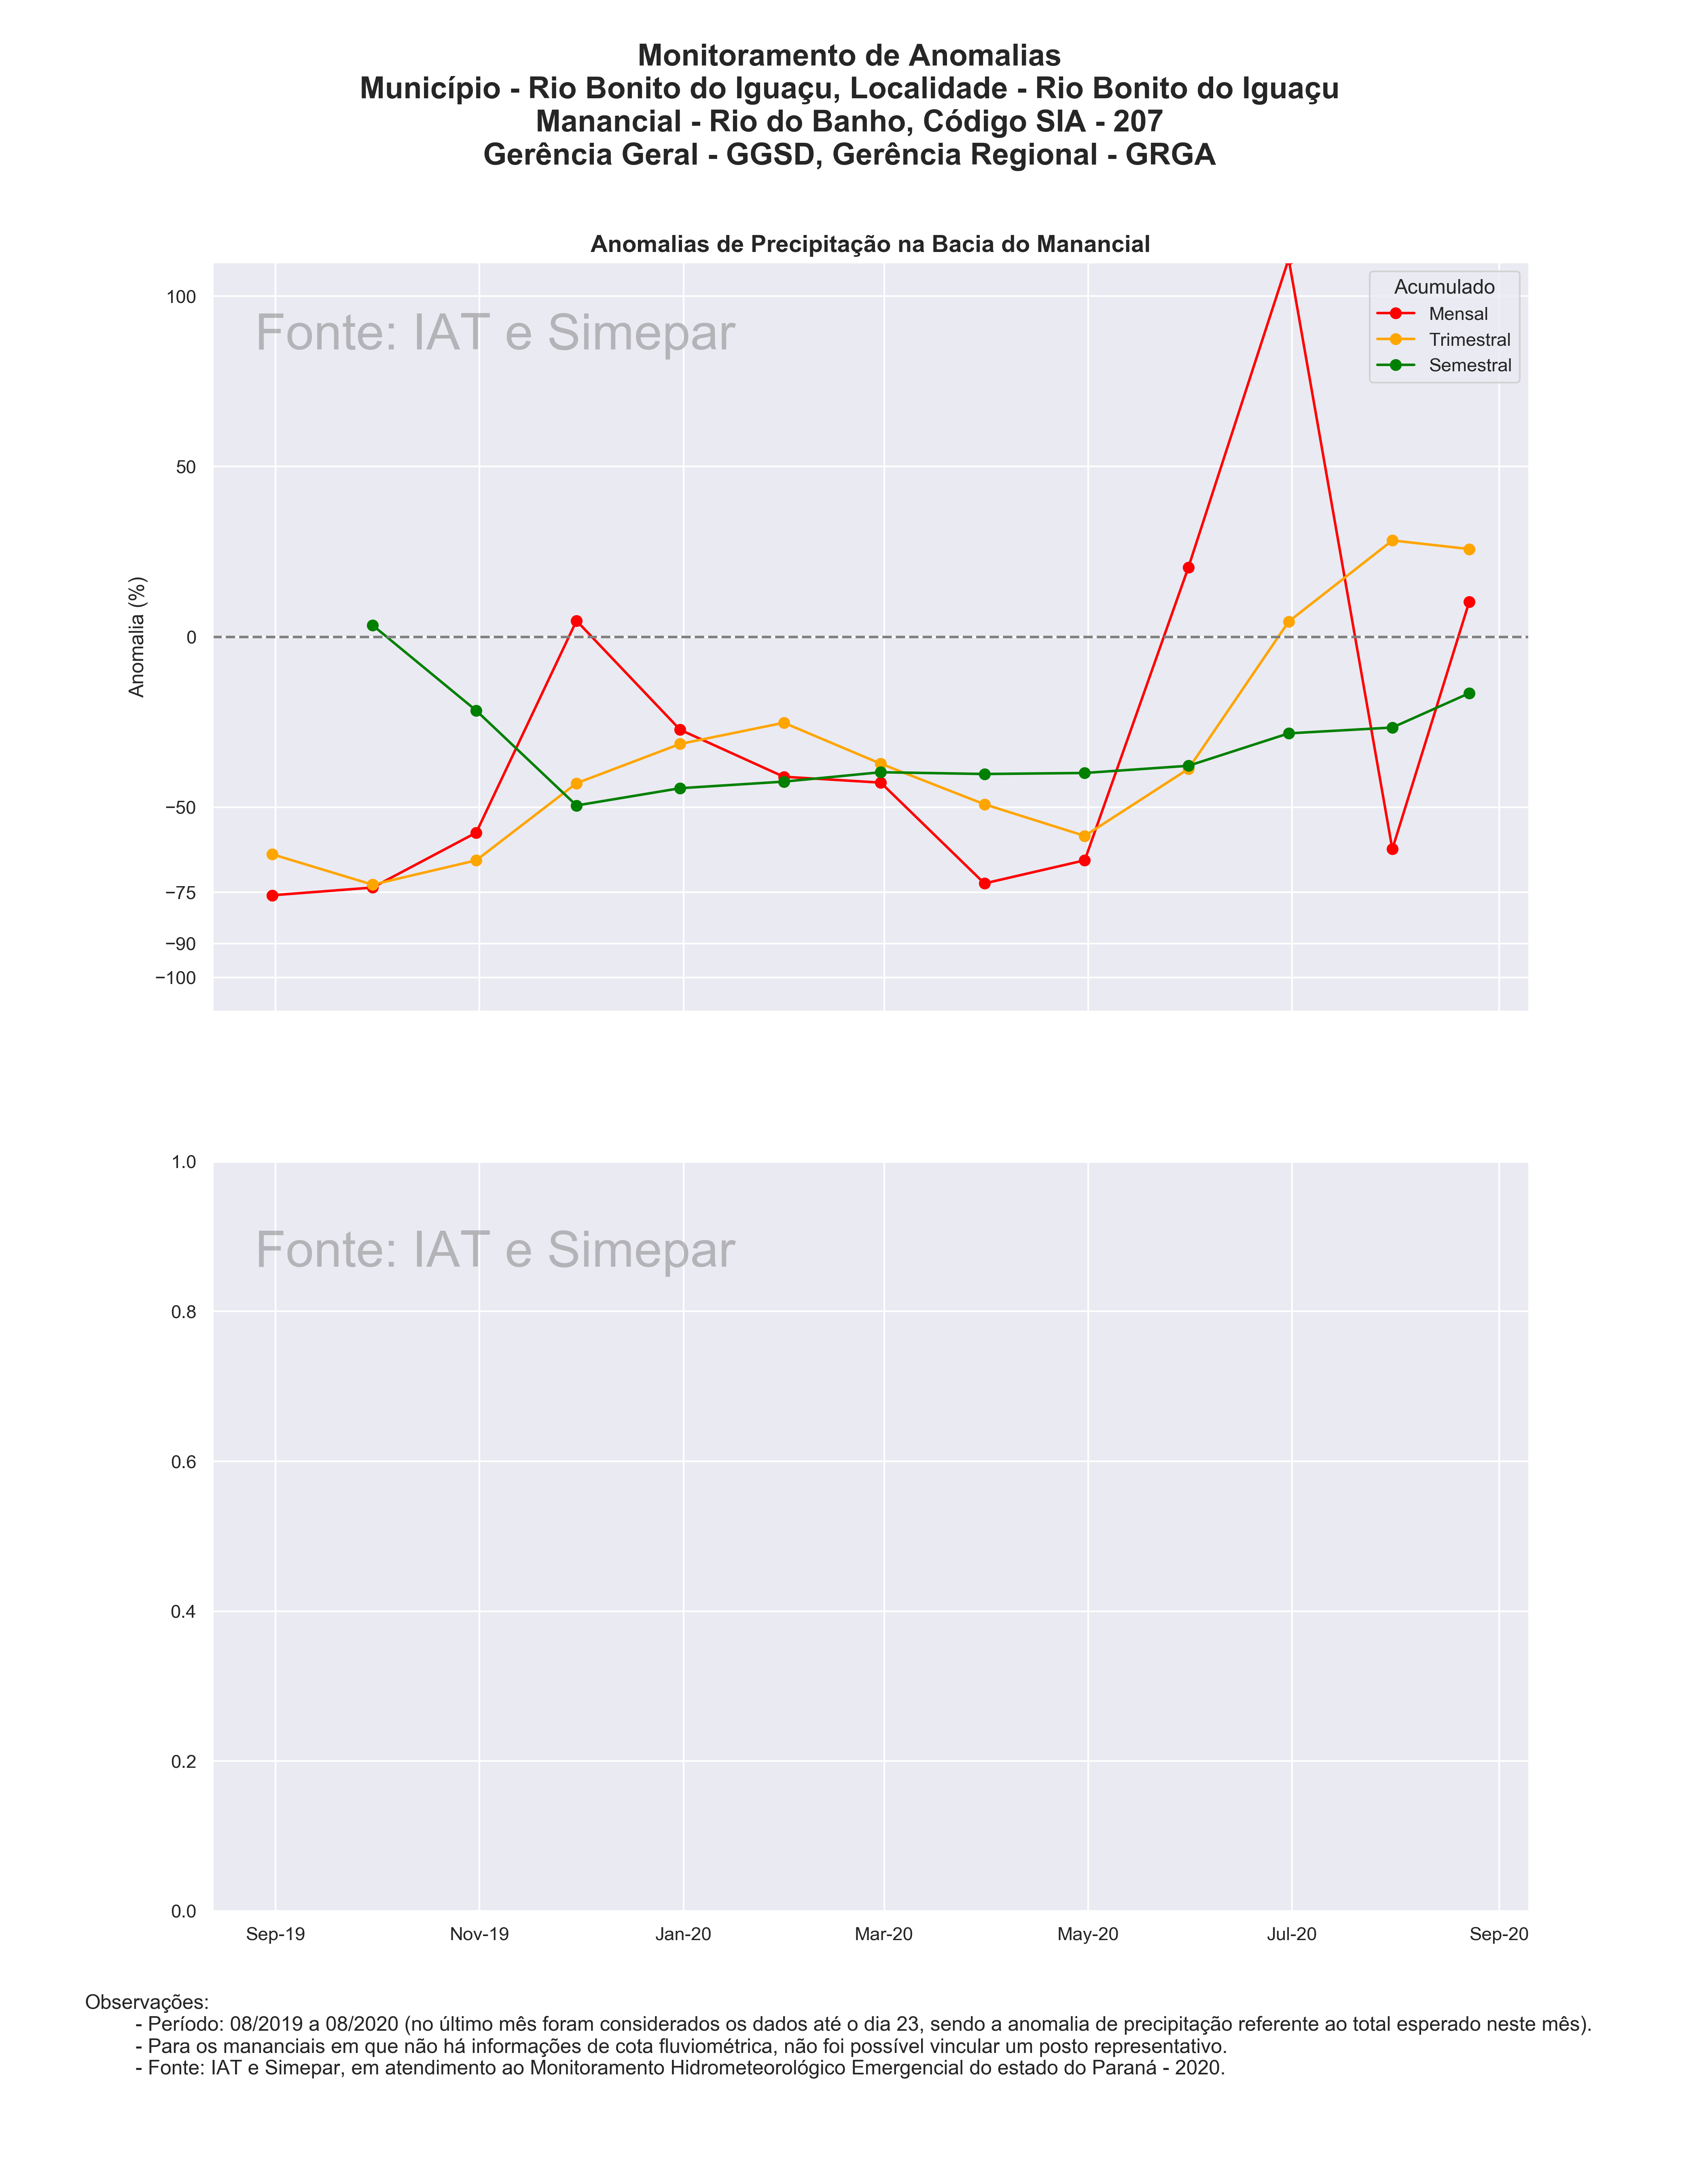 Monitoramento de Anomalias
Município - Rio Bonito do Iguaçu, Localidade - Rio Bonito do Iguaçu
Manancial - Rio do Banho, Código SIA - 207
Gerência Geral - GGSD, Gerência Regional - GRGA
Anomalias de Precipitação na Bacia do Manancial
Fonte: IAT e Simepar
Acumulado
Mensal
Trimestral
Semestral
Anomalia (%)
100
50
0
−50
−75
−90
−100
Fonte: IAT e Simepar
1.0
0.8
0.6
0.4
0.2
0.0
Sep-19 Nov-19 Jan-20 Mar-20 May-20 Jul-20 Sep-20
Observações:
- Período: 08/2019 a 08/2020 (no último mês foram considerados os dados até o dia 23, sendo a anomalia de precipitação referente ao total esperado neste mês).
- Para os mananciais em que não há informações de cota fluviométrica, não foi possível vincular um posto representativo.
- Fonte: IAT e Simepar, em atendimento ao Monitoramento Hidrometeorológico Emergencial do estado do Paraná - 2020.